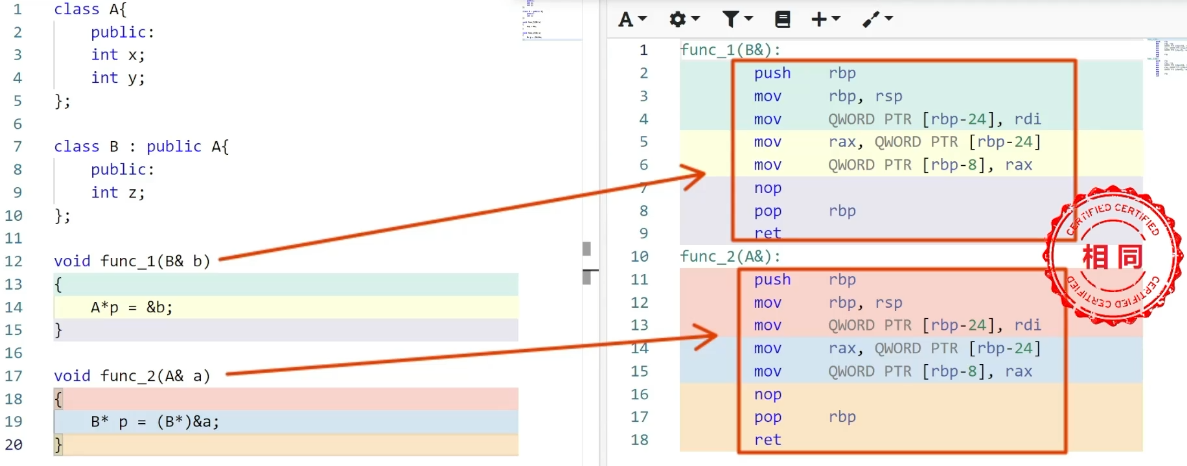 1 class A{
2 public:
3 int x;
4 int y;
5 };
6
7 class B : public A{
8 public:
9 int z;
10 };
11
12 void func_1(B& b)
13 {
14 A*p = &b;
15 }
16
17 void func_2(A& a)
18 {
19 B* p = (B*)&a;
20 }
A
1 func_1(B&):
2 push rbp
3 mov rbp, rsp
4 mov QWORD PTR [rbp-24], rdi
5 mov rax, QWORD PTR [rbp-24]
6 mov QWORD PTR [rbp-8], rax
7 nop
8 pop rbp
9 ret
10 func_2(A&):
11 push rbp
12 mov rbp, rsp
13 mov QWORD PTR [rbp-24], rdi
14 mov rax, QWORD PTR [rbp-24]
15 mov QWORD PTR [rbp-8], rax
16 nop
17 pop rbp
18 ret
CERTIFIED CERTIFIED
相同
CERTIFIED CERTIFIED